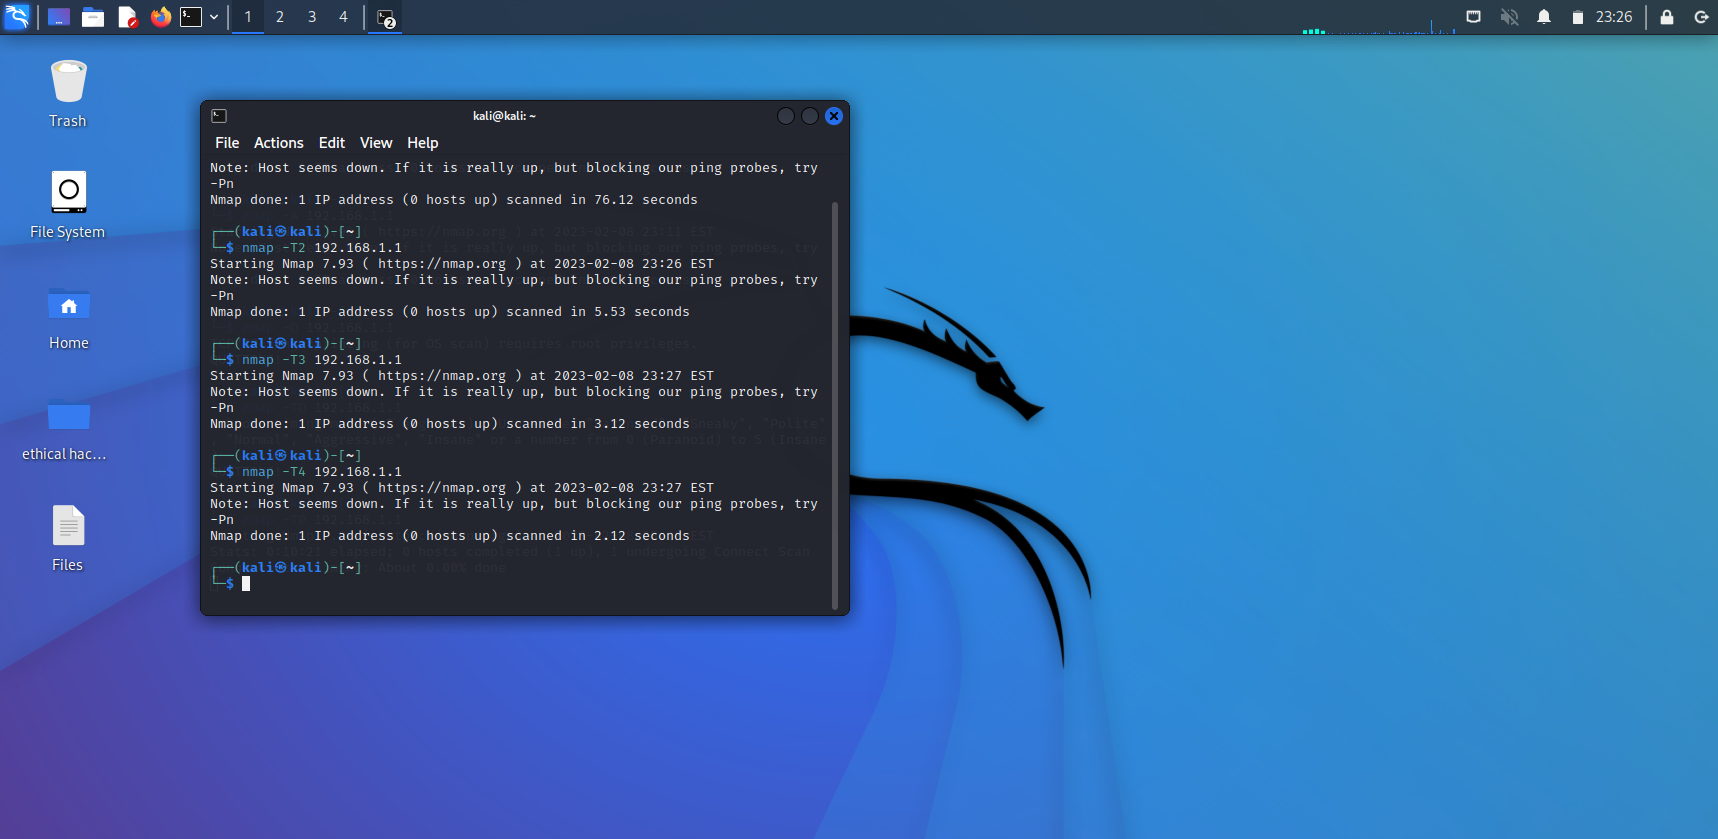 1 2 3 4 2 23:26
Trash
File System
Home
ethical hac...
Files
kali@kali: ~
File Actions Edit View Help
Note: Host seems down. If it is really up, but blocking our ping probes, try
-Pn
Nmap done: 1 IP address (0 hosts up) scanned in 76.12 seconds
┌──(kali㉿kali)-[~]
└─$ nmap -T2 192.168.1.1
Starting Nmap 7.93 ( https://nmap.org ) at 2023-02-08 23:26 EST
Note: Host seems down. If it is really up, but blocking our ping probes, try
-Pn
Nmap done: 1 IP address (0 hosts up) scanned in 5.53 seconds
┌──(kali㉿kali)-[~]
└─$ nmap -T3 192.168.1.1
Starting Nmap 7.93 ( https://nmap.org ) at 2023-02-08 23:27 EST
Note: Host seems down. If it is really up, but blocking our ping probes, try
-Pn
Nmap done: 1 IP address (0 hosts up) scanned in 3.12 seconds
┌──(kali㉿kali)-[~]
└─$ nmap -T4 192.168.1.1
Starting Nmap 7.93 ( https://nmap.org ) at 2023-02-08 23:27 EST
Note: Host seems down. If it is really up, but blocking our ping probes, try
-Pn
Nmap done: 1 IP address (0 hosts up) scanned in 2.12 seconds
┌──(kali㉿kali)-[~]
└─$